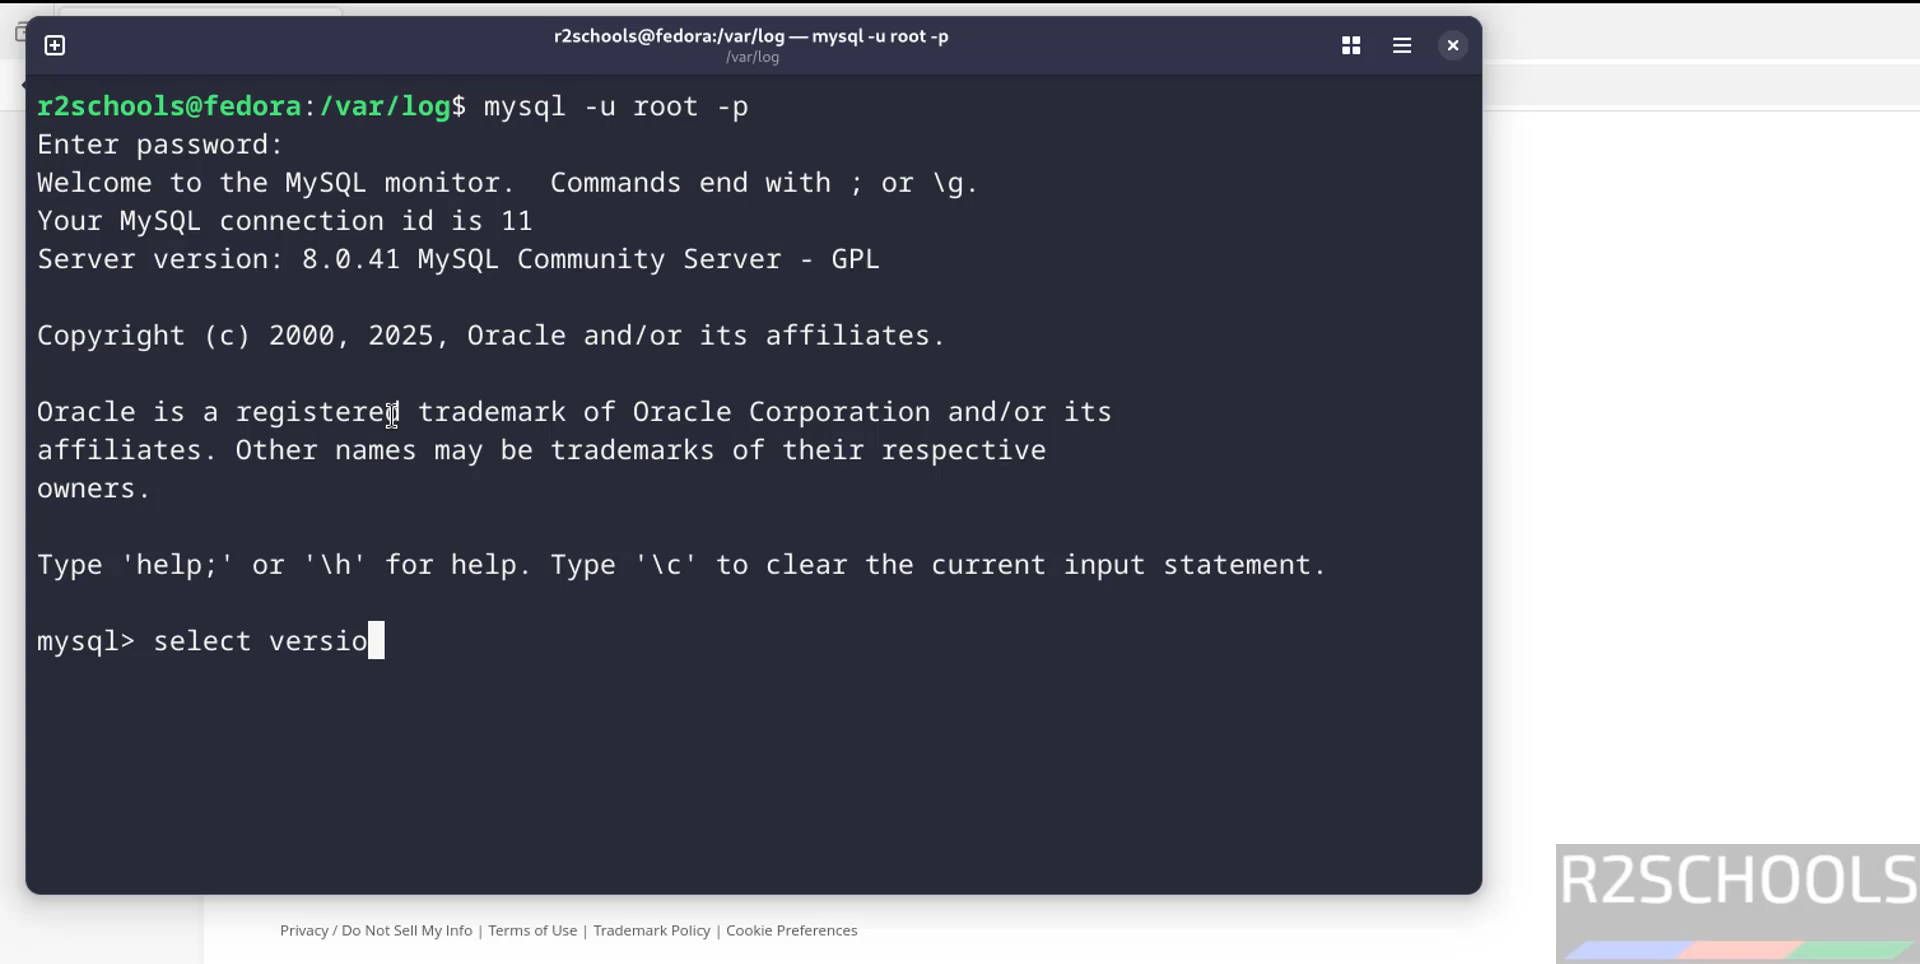 r2schools@fedora:/var/log — mysql -u root -p
/var/log
r2schools@fedora:/var/log$ mysql -u root -p
Enter password:
Welcome to the MySQL monitor.  Commands end with ; or \g.
Your MySQL connection id is 11
Server version: 8.0.41 MySQL Community Server - GPL
Copyright (c) 2000, 2025, Oracle and/or its affiliates.
Oracle is a registered trademark of Oracle Corporation and/or its
affiliates. Other names may be trademarks of their respective
owners.
Type 'help;' or '\h' for help. Type '\c' to clear the current input statement.
mysql> select versio
Privacy / Do Not Sell My Info | Terms of Use | Trademark Policy | Cookie Preferences
R2SCHOOLS